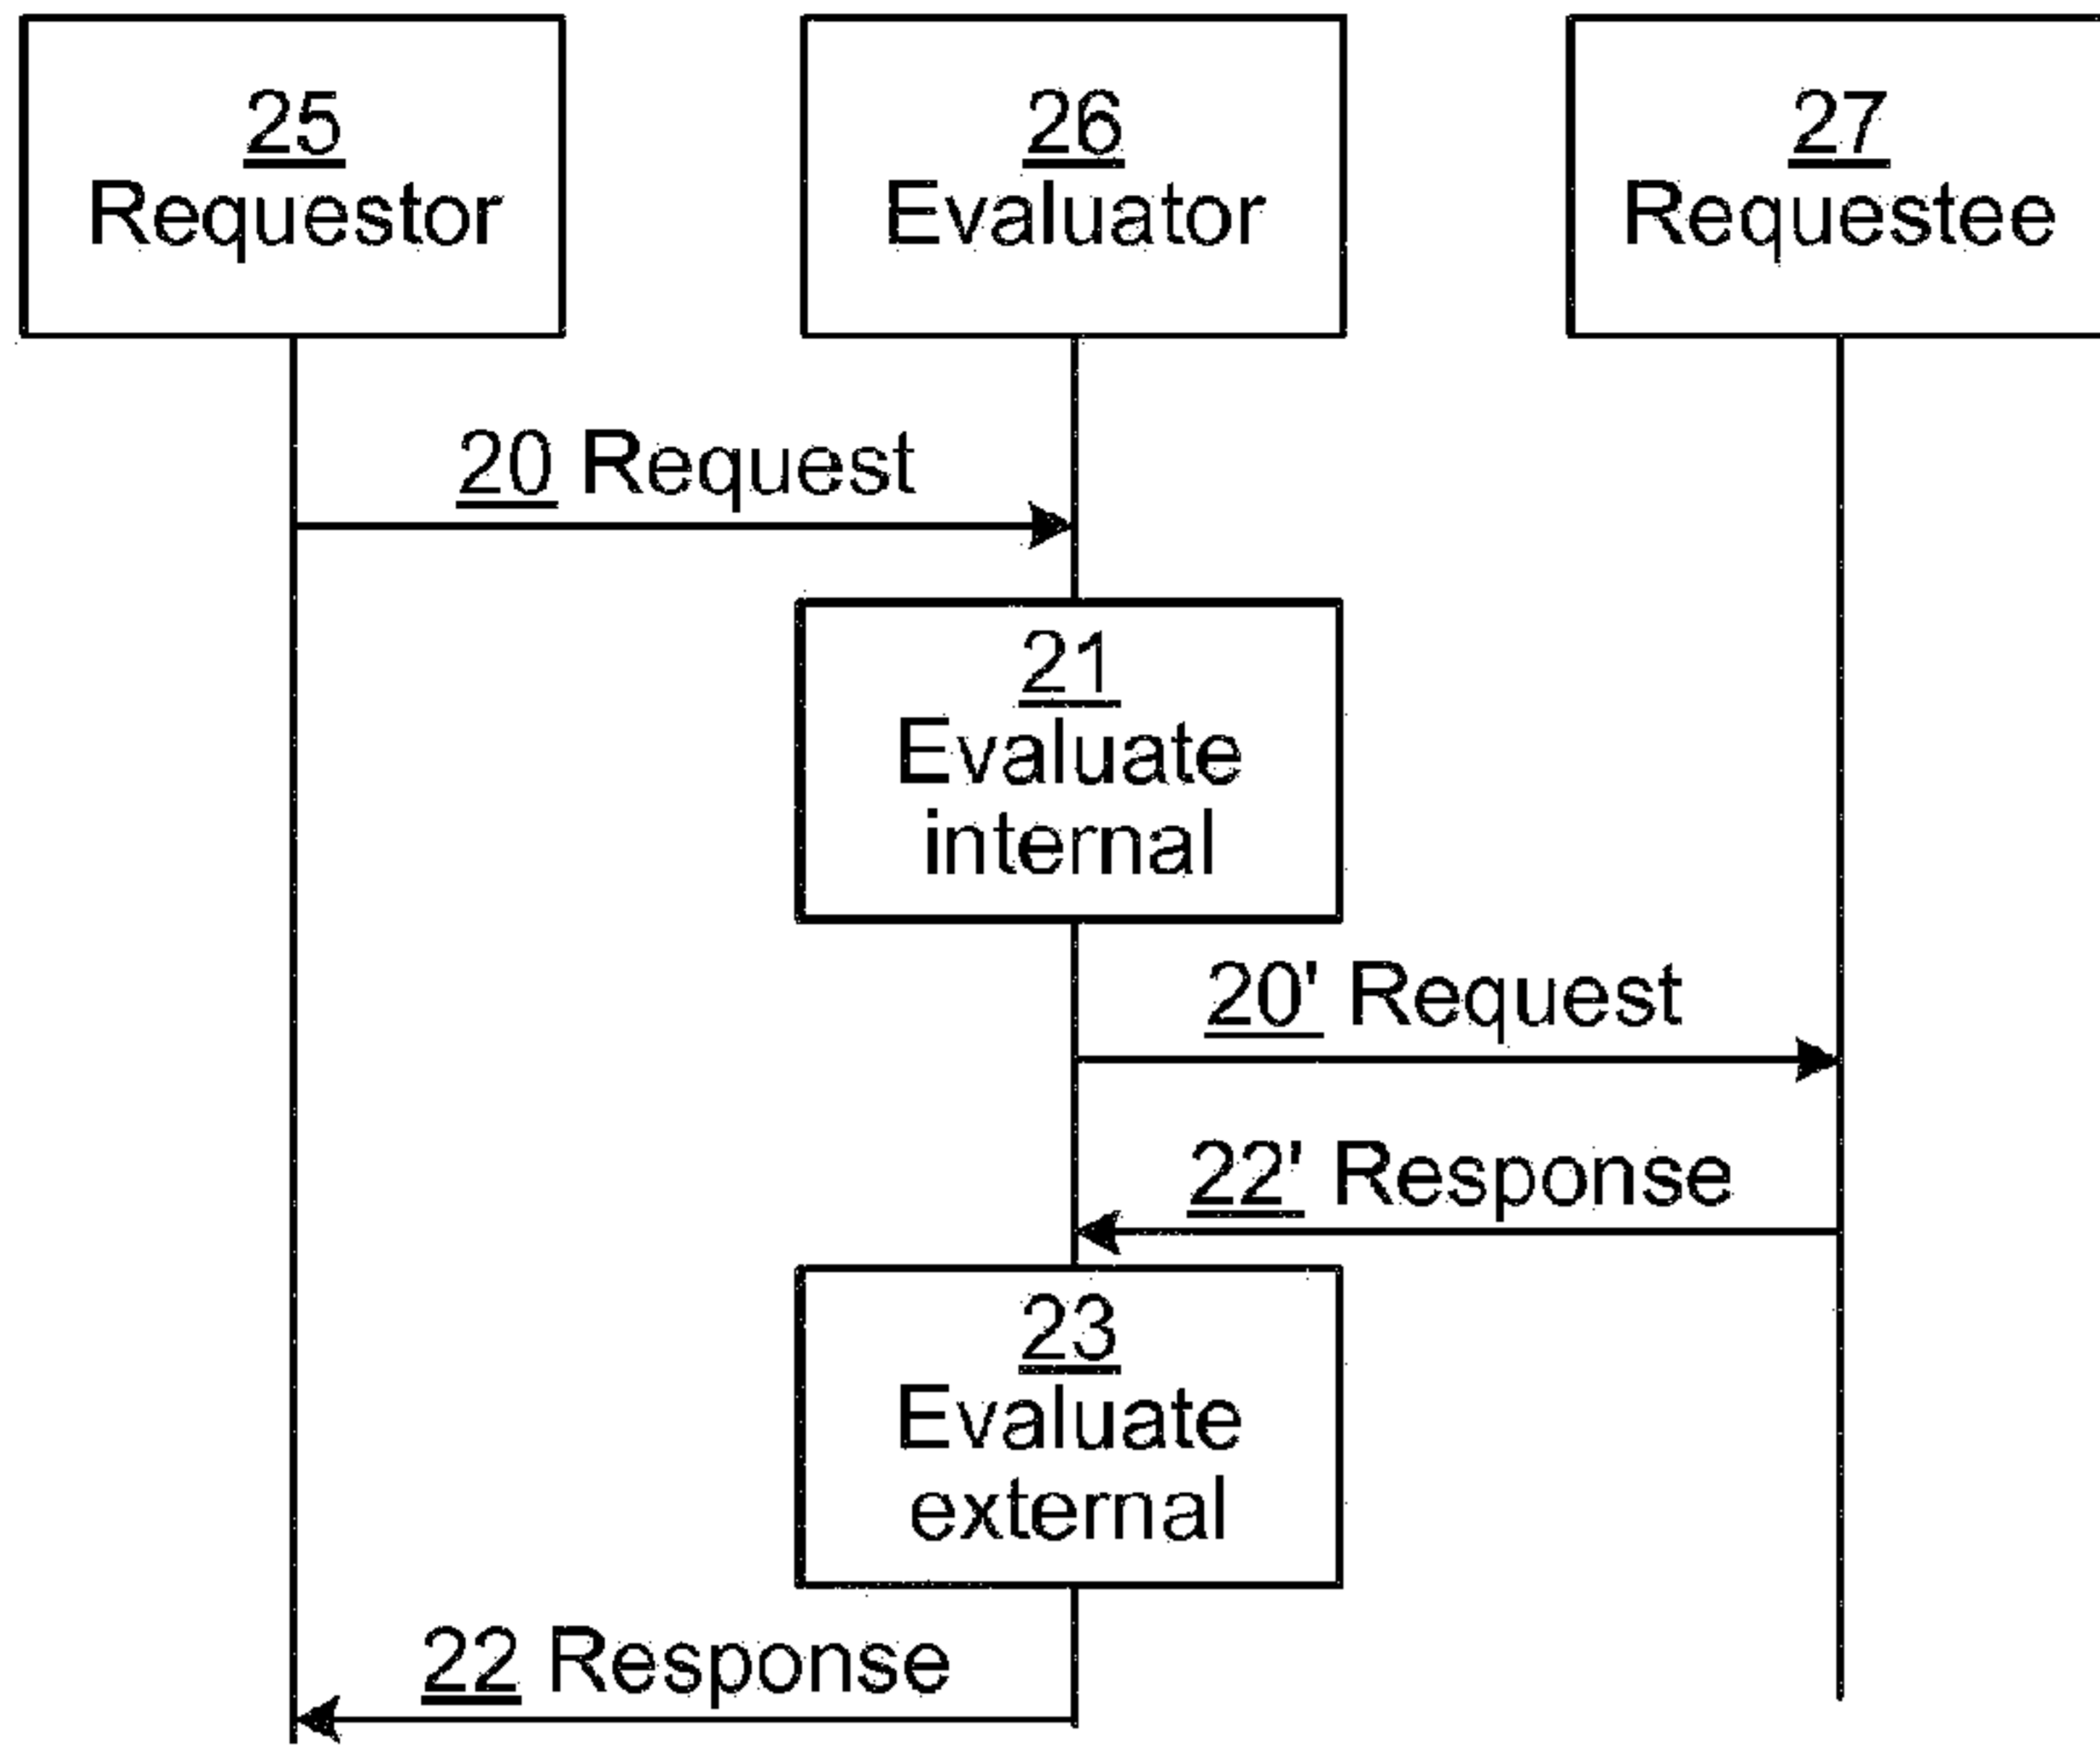 25
Requestor
26
Evaluator
27
Requestee
20 Request
21
Evaluate
internal
20' Request
22' Response
23
Evaluate
external
22 Response